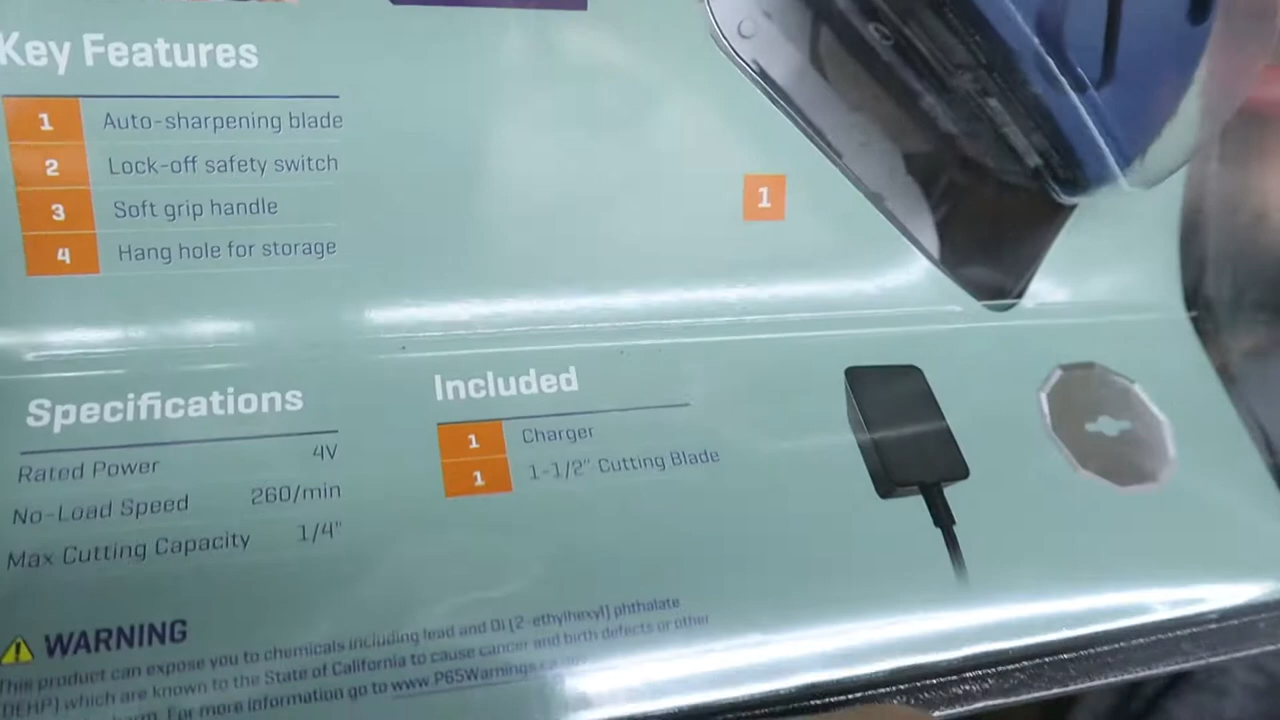 Key Features
1 Auto-sharpening blade
2 Lock-off safety switch
3 Soft grip handle
4 Hang hole for storage
1
Specifications
Rated Power 4V
No-Load Speed 260/min
Max Cutting Capacity 1/4"
Included
1 Charger
1 1-1/2" Cutting Blade
WARNING
This product can expose you to chemicals including lead and Di (2-ethylhexyl) phthalate
(DEHP) which are known to the State of California to cause cancer and birth defects or other
harm. For more information go to www.P65Warnings.ca.gov